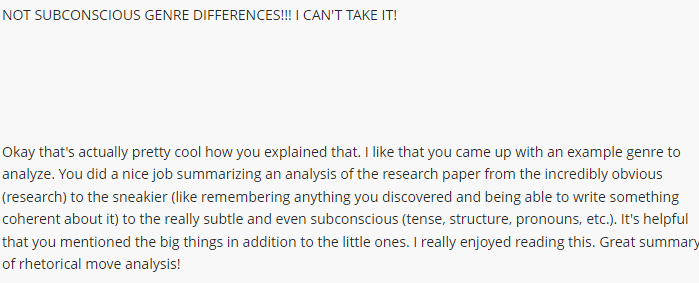 NOT SUBCONSCIOUS GENRE DIFFERENCES!!! I CAN'T TAKE IT!
Okay that's actually pretty cool how you explained that. I like that you came up with an example genre to
analyze. You did a nice job summarizing an analysis of the research paper from the incredibly obvious
(research) to the sneakier (like remembering anything you discovered and being able to write something
coherent about it) to the really subtle and even subconscious (tense, structure, pronouns, etc.). It's helpful
that you mentioned the big things in addition to the little ones. I really enjoyed reading this. Great summary
of rhetorical move analysis!